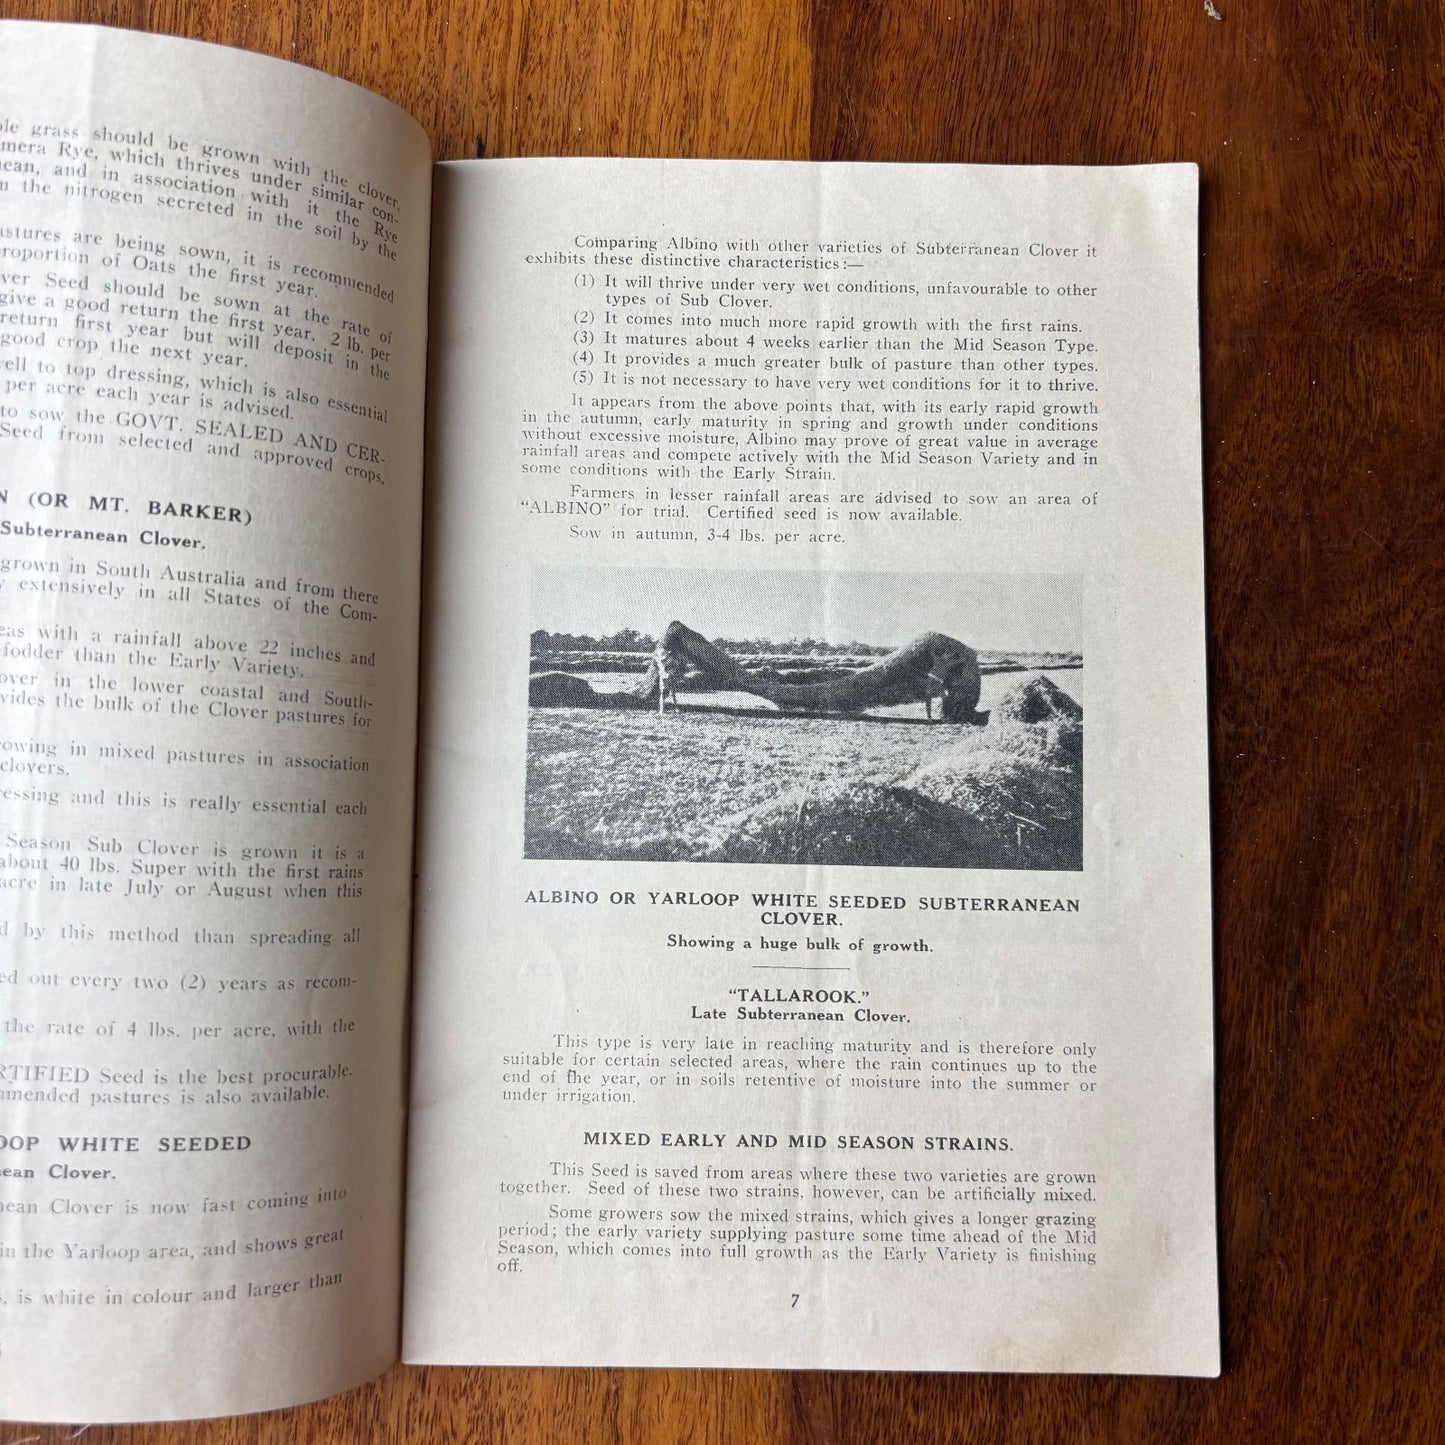 grass should be grown with the clover,
Rye, which thrives under similar con-
and in association with it the Rye
the nitrogen secreted in the soil by the
are being sown, it is recommended
of Oats the first year.
Seed should be sown at the rate of
give a good return the first year. 2 lb. per
return first year but will deposit in the
good crop the next year.
to top dressing, which is also essential
per acre each year is advised.
to sow the GOVT. SEALED AND CER-
Seed from selected and approved crops,
(OR MT. BARKER)
Subterranean Clover.
grown in South Australia and from there
extensively in all States of the Com-
with a rainfall above 22 inches and
fodder than the Early Variety.
in the lower coastal and South-
the bulk of the Clover pastures for
in mixed pastures in association
clovers.
and this is really essential each
Season Sub Clover is grown it is a
about 40 lbs. Super with the first rains
acre in late July or August when this
by this method than spreading all
out every two (2) years as recom-
the rate of 4 lbs. per acre, with the
Seed is the best procurable.
pastures is also available.
WHITE SEEDED
Clover.
Clover is now fast coming into
in the Yarloop area, and shows great
is white in colour and larger than
Comparing Albino with other varieties of Subterranean Clover it
exhibits these distinctive characteristics:—
(1) It will thrive under very wet conditions, unfavourable to other
types of Sub Clover.
(2) It comes into much more rapid growth with the first rains.
(3) It matures about 4 weeks earlier than the Mid Season Type.
(4) It provides a much greater bulk of pasture than other types.
(5) It is not necessary to have very wet conditions for it to thrive.
It appears from the above points that, with its early rapid growth
in the autumn, early maturity in spring and growth under conditions
without excessive moisture, Albino may prove of great value in average
rainfall areas and compete actively with the Mid Season Variety and in
some conditions with the Early Strain.
Farmers in lesser rainfall areas are advised to sow an area of
"ALBINO" for trial. Certified seed is now available.
Sow in autumn, 3-4 lbs. per acre.
ALBINO OR YARLOOP WHITE SEEDED SUBTERRANEAN
CLOVER.
Showing a huge bulk of growth.
"TALLAROOK."
Late Subterranean Clover.
This type is very late in reaching maturity and is therefore only
suitable for certain selected areas, where the rain continues up to the
end of the year, or in soils retentive of moisture into the summer or
under irrigation.
MIXED EARLY AND MID SEASON STRAINS.
This Seed is saved from areas where these two varieties are grown
together. Seed of these two strains, however, can be artificially mixed.
Some growers sow the mixed strains, which gives a longer grazing
period; the early variety supplying pasture some time ahead of the Mid
Season, which comes into full growth as the Early Variety is finishing
off.
7